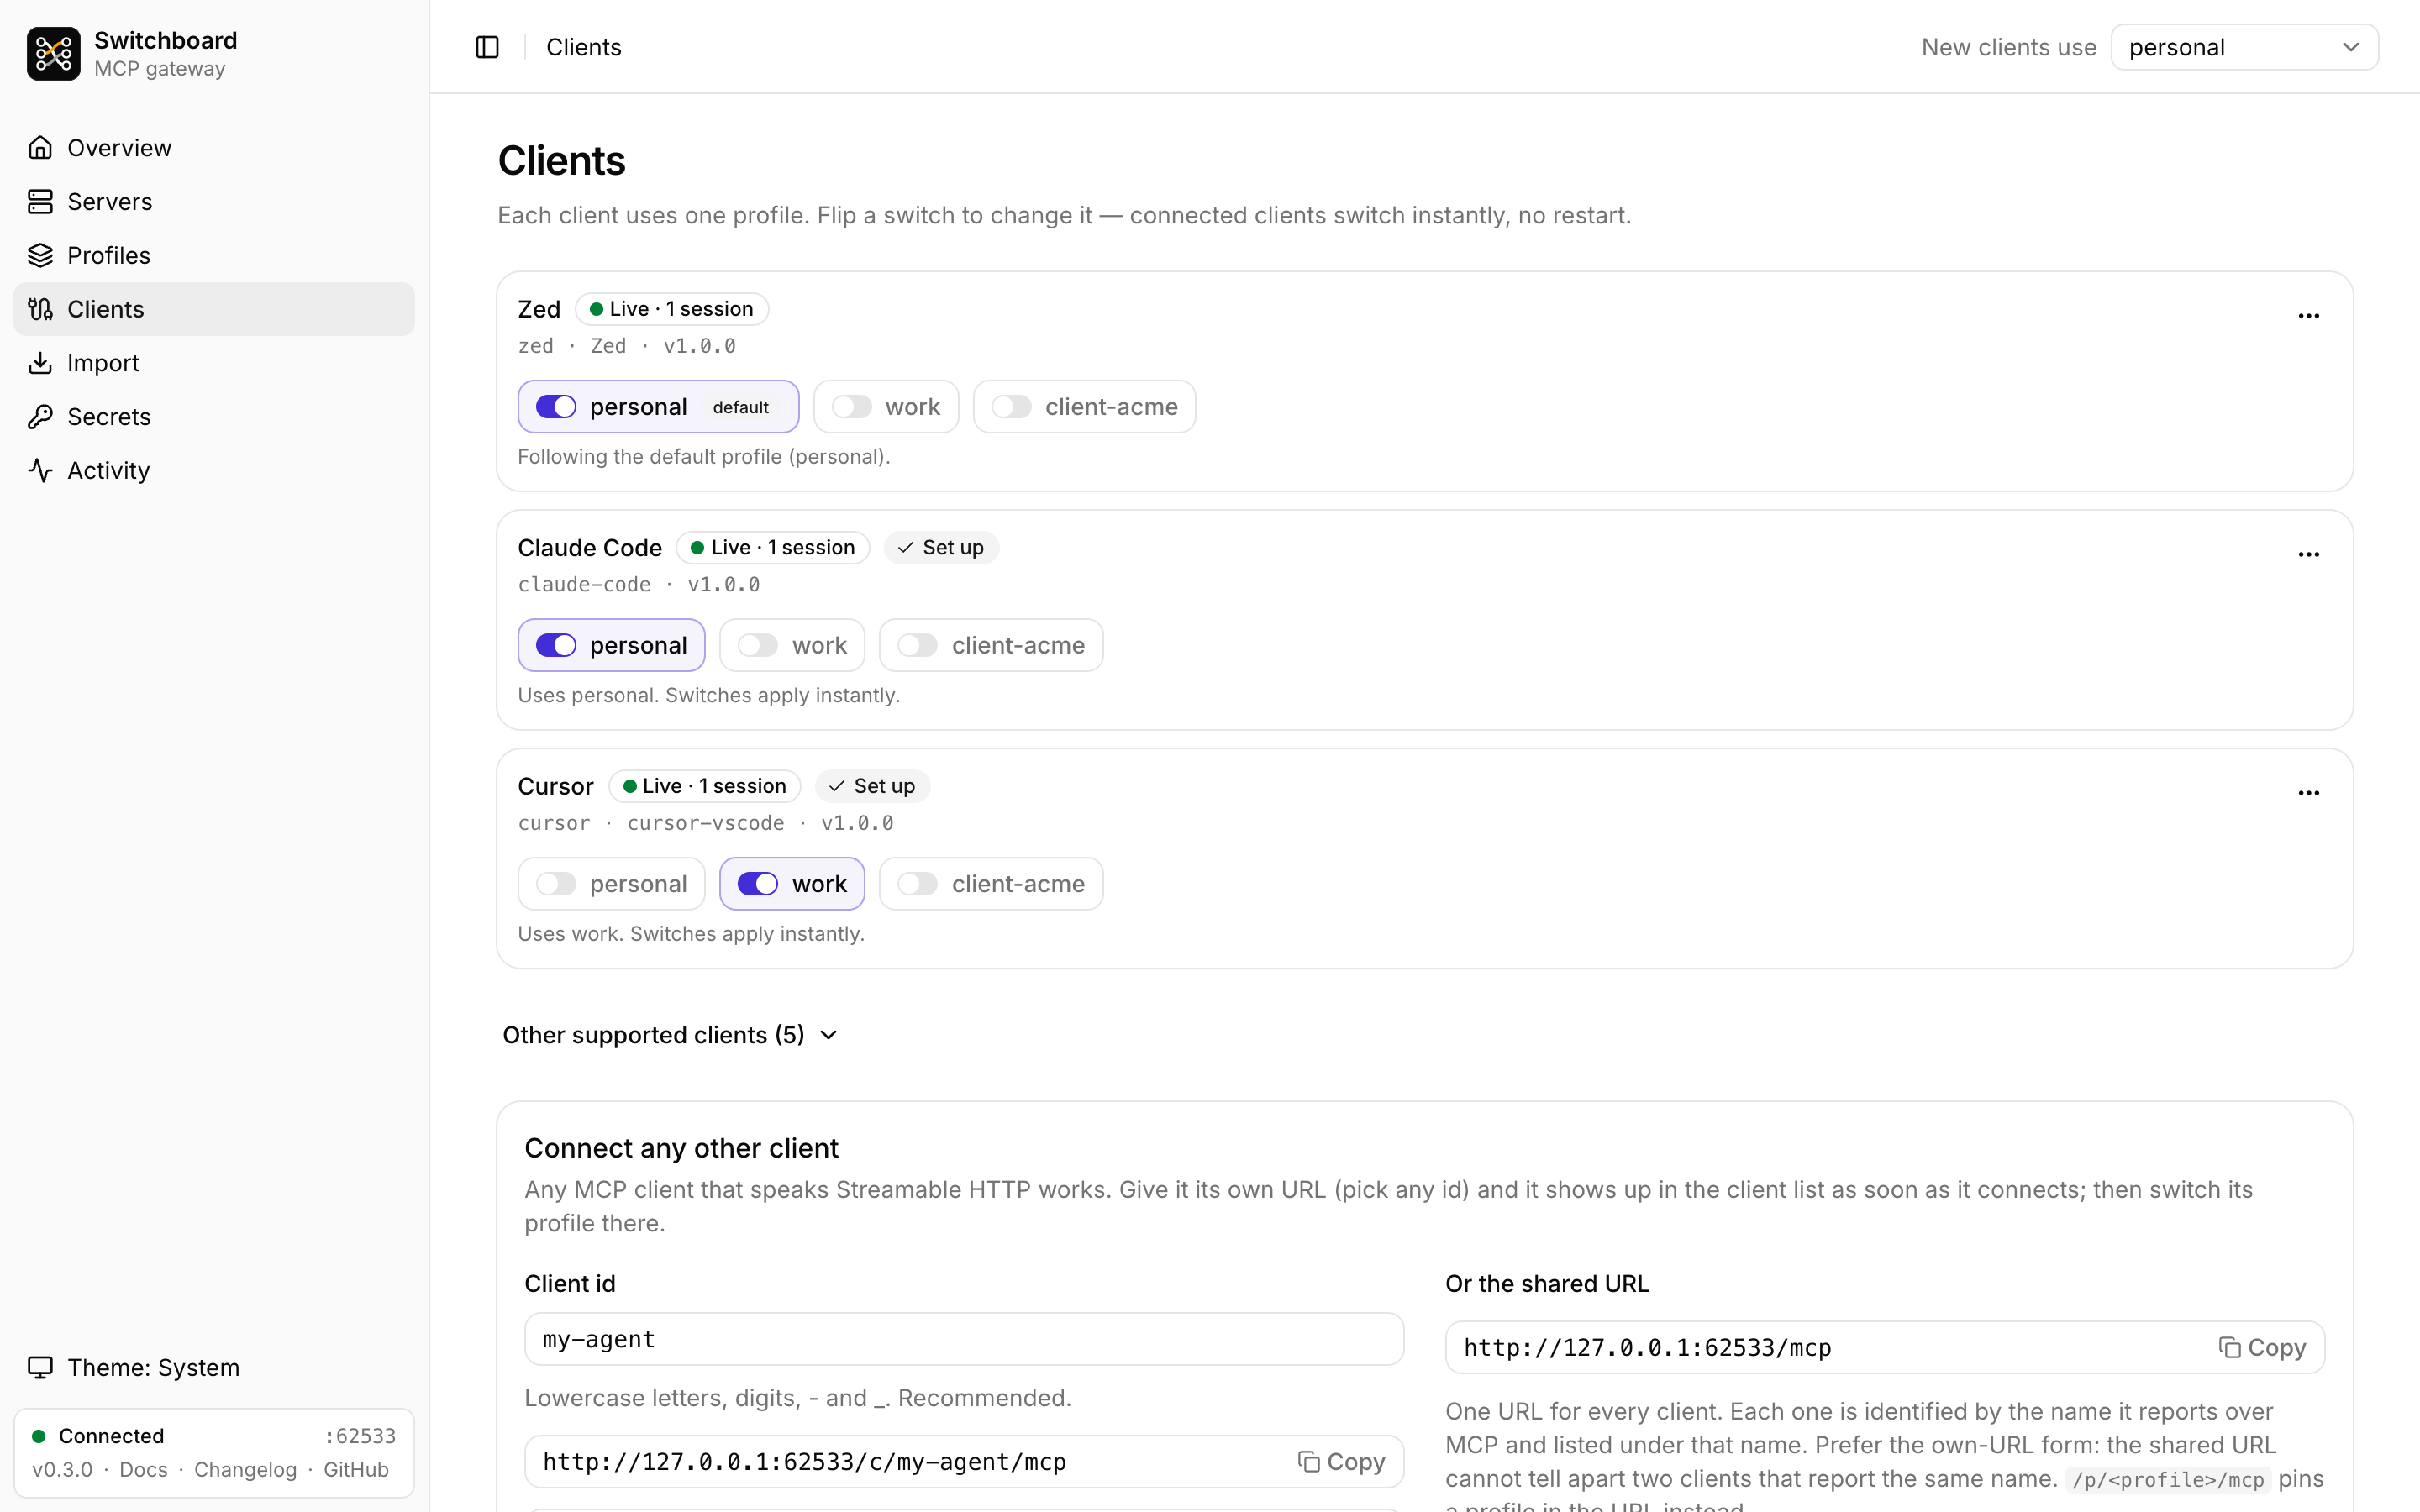 Switchboard
MCP gateway
Overview
Servers
Profiles
Clients
Import
Secrets
Activity
Theme: System
Connected :62533
v0.3.0 · Docs · Changelog · GitHub
Clients
New clients use personal
Clients
Each client uses one profile. Flip a switch to change it — connected clients switch instantly, no restart.
Zed Live · 1 session
zed · Zed · v1.0.0
personal default work client-acme
Following the default profile (personal).
Claude Code Live · 1 session Set up
claude-code · v1.0.0
personal work client-acme
Uses personal. Switches apply instantly.
Cursor Live · 1 session Set up
cursor · cursor-vscode · v1.0.0
personal work client-acme
Uses work. Switches apply instantly.
Other supported clients (5)
Connect any other client
Any MCP client that speaks Streamable HTTP works. Give it its own URL (pick any id) and it shows up in the client list as soon as it connects; then switch its
profile there.
Client id
my-agent
Lowercase letters, digits, - and _. Recommended.
http://127.0.0.1:62533/c/my-agent/mcp Copy
Or the shared URL
http://127.0.0.1:62533/mcp Copy
One URL for every client. Each one is identified by the name it reports over
MCP and listed under that name. Prefer the own-URL form: the shared URL
cannot tell apart two clients that report the same name. /p/<profile>/mcp pins
a profile in the URL instead